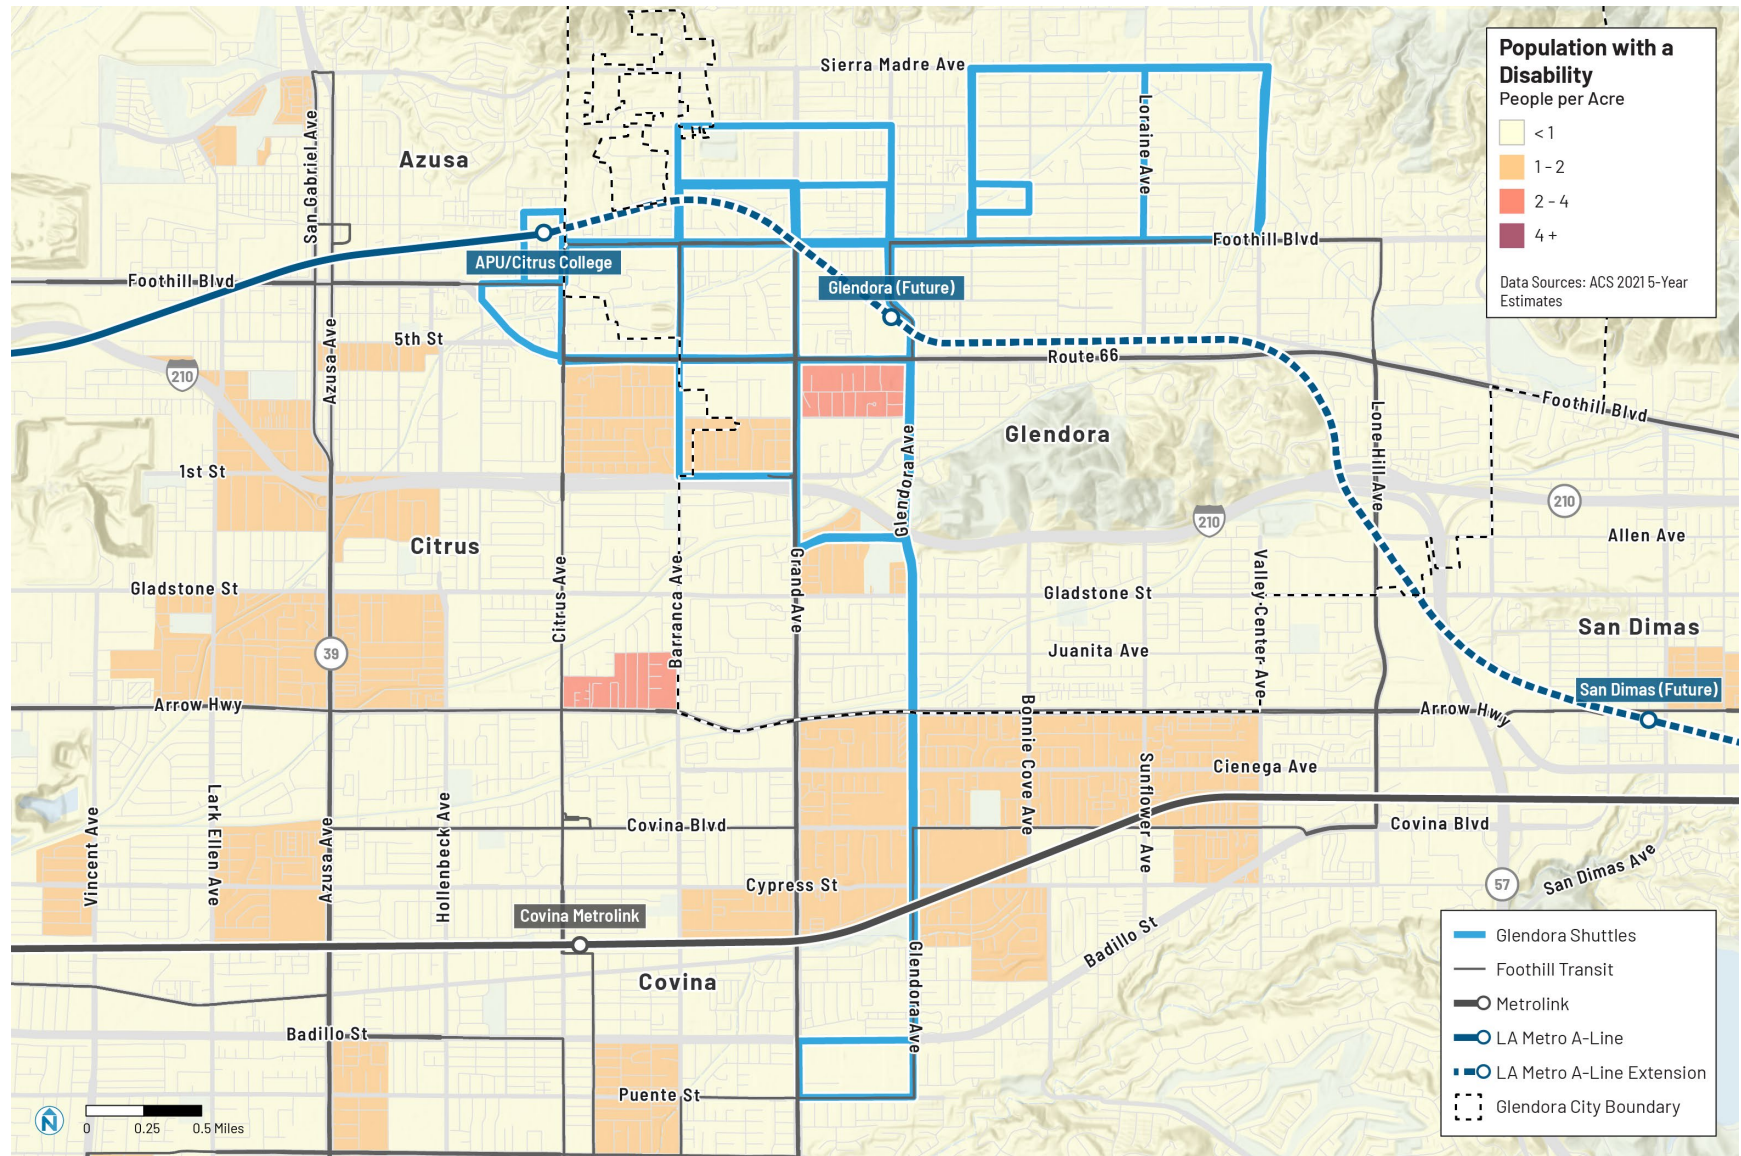 Population with a
Disability
People per Acre
< 1
1 - 2
2 - 4
4 +
Data Sources: ACS 2021 5-Year
Estimates
Sierra Madre Ave
Loraine Ave
San Gabriel Ave
Azusa
Foothill Blvd
APU/Citrus College
Foothill Blvd
Glendora (Future)
5th St
Azusa Ave
Route 66
210
Foothill Blvd
Lone Hill Ave
Glendora
Glendora Ave
1st St
210
210
Allen Ave
Citrus
Gladstone St
Citrus Ave
Barranca Ave
Grand Ave
Gladstone St
Valley Center Ave
San Dimas
39
Juanita Ave
San Dimas (Future)
Arrow Hwy
Arrow Hwy
Bonnie Cove Ave
Sunflower Ave
Cienega Ave
Vincent Ave
Lark Ellen Ave
Azusa Ave
Hollenbeck Ave
Covina Blvd
Covina Blvd
San Dimas Ave
Cypress St
57
Covina Metrolink
Badillo St
Covina
Glendora Ave
Badillo St
Puente St
N
0
0.25
0.5 Miles
Glendora Shuttles
Foothill Transit
Metrolink
LA Metro A-Line
LA Metro A-Line Extension
Glendora City Boundary